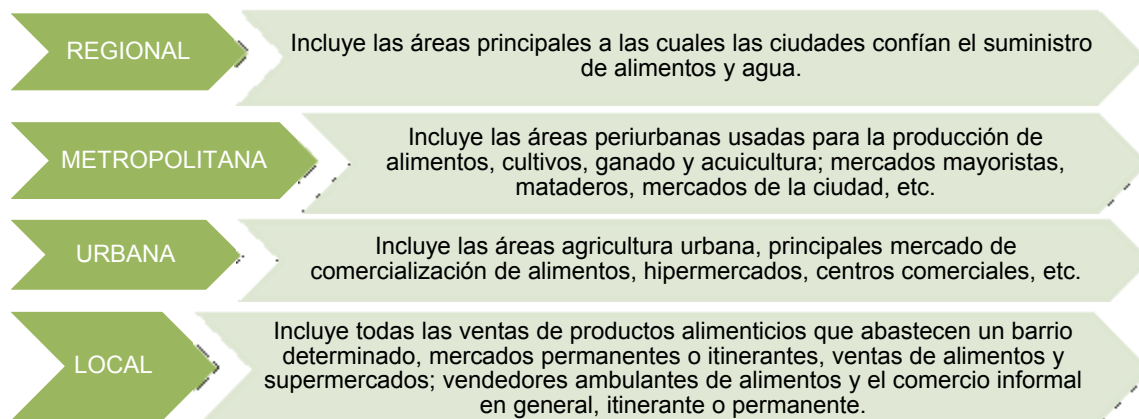 REGIONAL
Incluye las áreas principales a las cuales las ciudades confían el suministro
de alimentos y agua.
METROPOLITANA
Incluye las áreas periurbanas usadas para la producción de
alimentos, cultivos, ganado y acuicultura; mercados mayoristas,
mataderos, mercados de la ciudad, etc.
URBANA
Incluye las áreas agricultura urbana, principales mercado de
comercialización de alimentos, hipermercados, centros comerciales, etc.
LOCAL
Incluye todas las ventas de productos alimenticios que abastecen un barrio
determinado, mercados permanentes o itinerantes, ventas de alimentos y
supermercados; vendedores ambulantes de alimentos y el comercio informal
en general, itinerante o permanente.